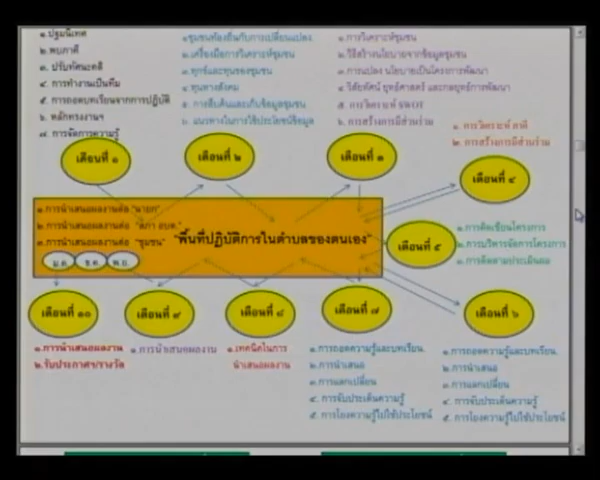 ๑.ปฐมนิเทศ
๒.พบภาคี
๓. ปรับทัศนะคติ
๔. การทำงานเป็นทีม
๕. การถอดบทเรียนจากการปฏิบัติ
๖. หลักทรงงานฯ
๗. การจัดการความรู้
๑ชุมชนท้องถิ่นกับการเปลี่ยนแปลง
๒.เครื่องมือการวิเคราะห์ชุมชน
๓.ทุกข์และทุนของชุมชน
๔.ทุนทางสังคม
๕. การสืบค้นและเก็บข้อมูลชุมชน
๖. แนวทางในการใช้ประโยชน์ข้อมูล
๑.การวิเคราะห์ชุมชน
๒.วิธีสร้างนโยบายจากข้อมูลชุมชน
๓.การแปลง นโยบายเป็นโครงการพัฒนา
๔.วิสัยทัศน์ ยุทธศาสตร์ และกลยุทธ์การพัฒนา
๕. การวิเคราะห์ SWOT
๖. การสร้างการมีส่วนร่วม
๑. การวิเคราะห์ ภาคี
๒. การสร้างการมีส่วนร่วม
เดือนที่ ๑
เดือนที่ ๒
เดือนที่ ๓
เดือนที่ ๔
๑.การนำเสนอผลงานต่อ "นายก"
๒.การนำเสนอผลงานต่อ "สภา อบต."
๓.การนำเสนอผลงานต่อ "ชุมชน"
"พื้นที่ปฏิบัติการในตำบลของตนเอง"
ม.ค. ธ.ค. พ.ย.
เดือนที่ ๕
๑.การคิดเขียนโครงการ
๒.การบริหารจัดการโครงการ
๓.การติดตามประเมินผล
เดือนที่ ๑๐
เดือนที่ ๙
เดือนที่ ๘
เดือนที่ ๗
เดือนที่ ๖
๑.การนำเสนอผลงาน
๒.รับประกาศฯ/รางวัล
๑.การนำเสนอผลงาน
๑.เทคนิคในการ
นำเสนอผลงาน
๑.การถอดความรู้และบทเรียน.
๒.การนำเสนอ
๓.การแลกเปลี่ยน
๔. การจับประเด็นความรู้
๕. การโยงความรู้ไปใช้ประโยชน์
๑.การถอดความรู้และบทเรียน.
๒.การนำเสนอ
๓.การแลกเปลี่ยน
๔. การจับประเด็นความรู้
๕. การโยงความรู้ไปใช้ประโยชน์